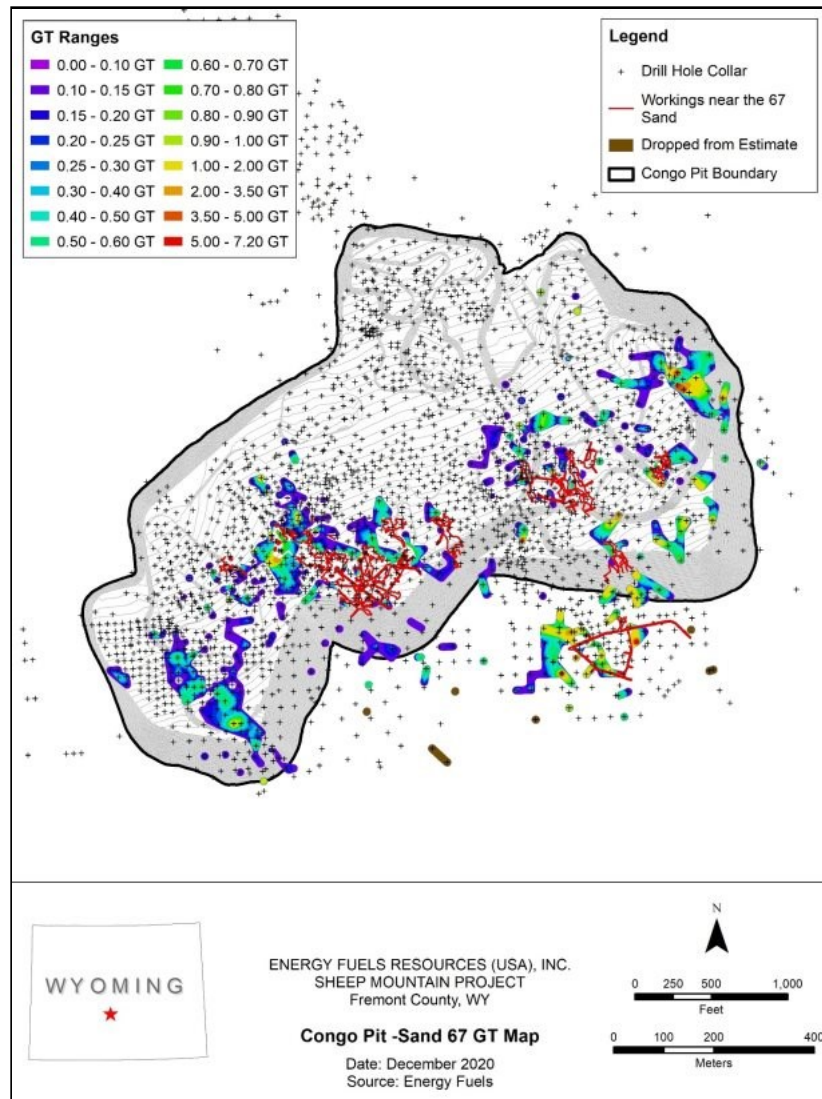 GT Ranges
0.00 - 0.10 GT
0.10 - 0.15 GT
0.15 - 0.20 GT
0.20 - 0.25 GT
0.25 - 0.30 GT
0.30 - 0.40 GT
0.40 - 0.50 GT
0.50 - 0.60 GT
0.60 - 0.70 GT
0.70 - 0.80 GT
0.80 - 0.90 GT
0.90 - 1.00 GT
1.00 - 2.00 GT
2.00 - 3.50 GT
3.50 - 5.00 GT
5.00 - 7.20 GT
Legend
Drill Hole Collar
Workings near the 67
Sand
Dropped from Estimate
Congo Pit Boundary
WYOMING
ENERGY FUELS RESOURCES (USA), INC.
SHEEP MOUNTAIN PROJECT
Fremont County, WY
Congo Pit -Sand 67 GT Map
Date: December 2020
Source: Energy Fuels
N
0 250 500 1,000
Feet
0 100 200 400
Meters